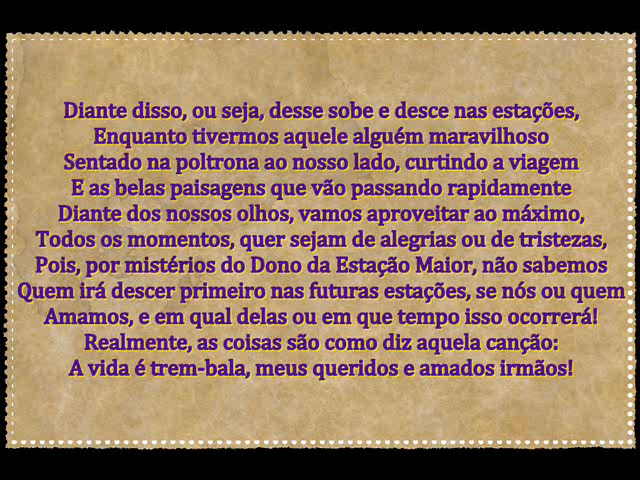 Diante disso, ou seja, desse sobe e desce nas estações,
Enquanto tivermos aquele alguém maravilhoso
Sentado na poltrona ao nosso lado, curtindo a viagem
E as belas paisagens que vão passando rapidamente
Diante dos nossos olhos, vamos aproveitar ao máximo,
Todos os momentos, quer sejam de alegrias ou de tristezas,
Pois, por mistérios do Dono da Estação Maior, não sabemos
Quem irá descer primeiro nas futuras estações, se nós ou quem
Amamos, e em qual delas ou em que tempo isso ocorrerá!
Realmente, as coisas são como diz aquela canção:
A vida é trem-bala, meus queridos e amados irmãos!